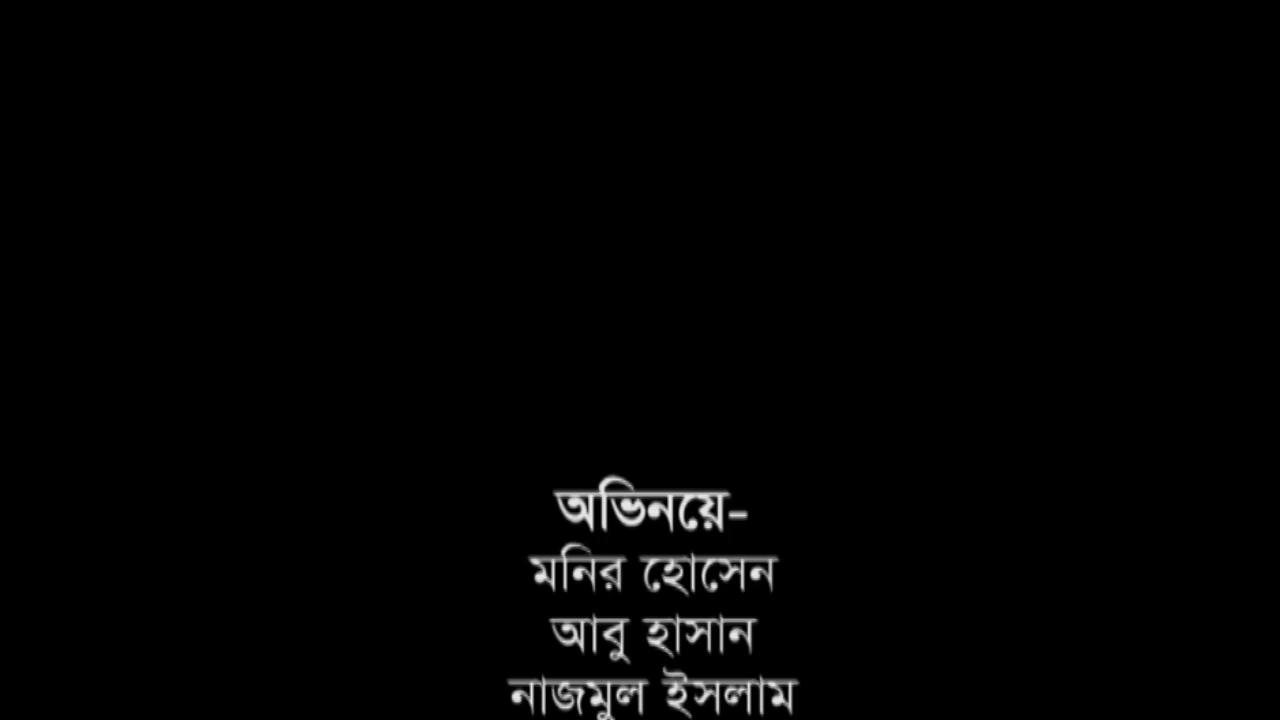 অভিনয়ে-
মনির হোসেন
আবু হাসান
নাজমুল ইসলাম